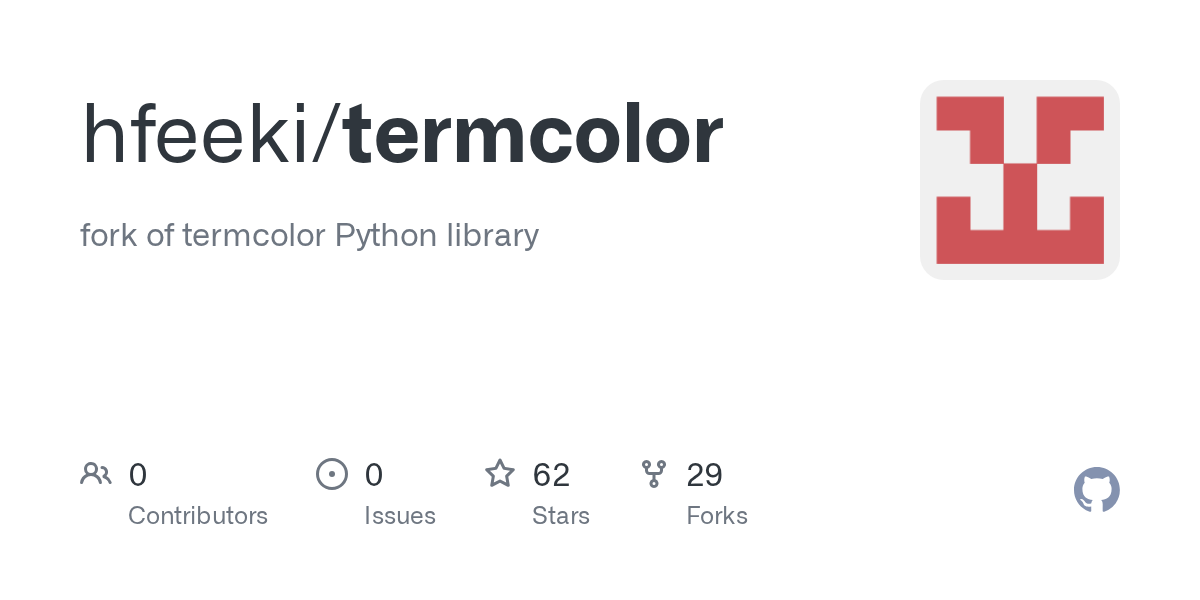 hfeeki/termcolor
fork of termcolor Python library
0 0 62 29
Contributors Issues Stars Forks